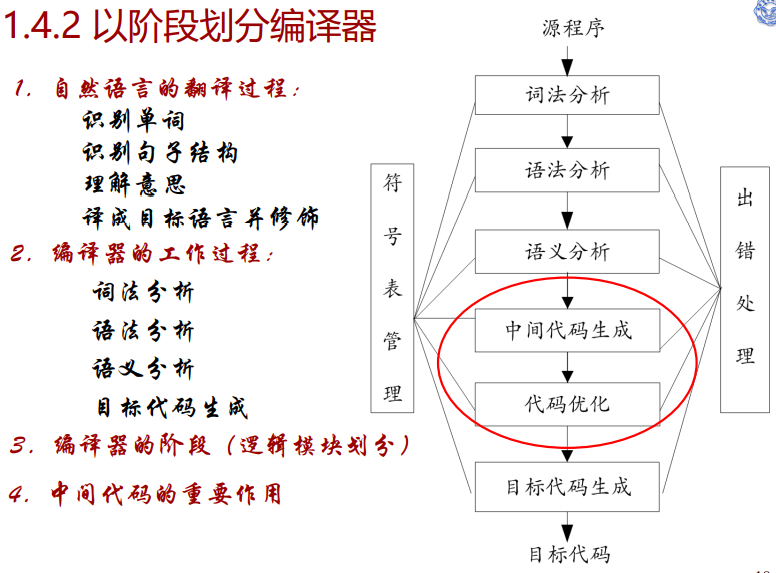 1.4.2 以阶段划分编译器
1. 自然语言的翻译过程：
识别单词
识别句子结构
理解意思
译成目标语言并修饰
2. 编译器的工作过程：
词法分析
语法分析
语义分析
目标代码生成
3. 编译器的阶段（逻辑模块划分）
4. 中间代码的重要作用
源程序
词法分析
语法分析
语义分析
中间代码生成
代码优化
目标代码生成
目标代码
符号表管理
出错处理